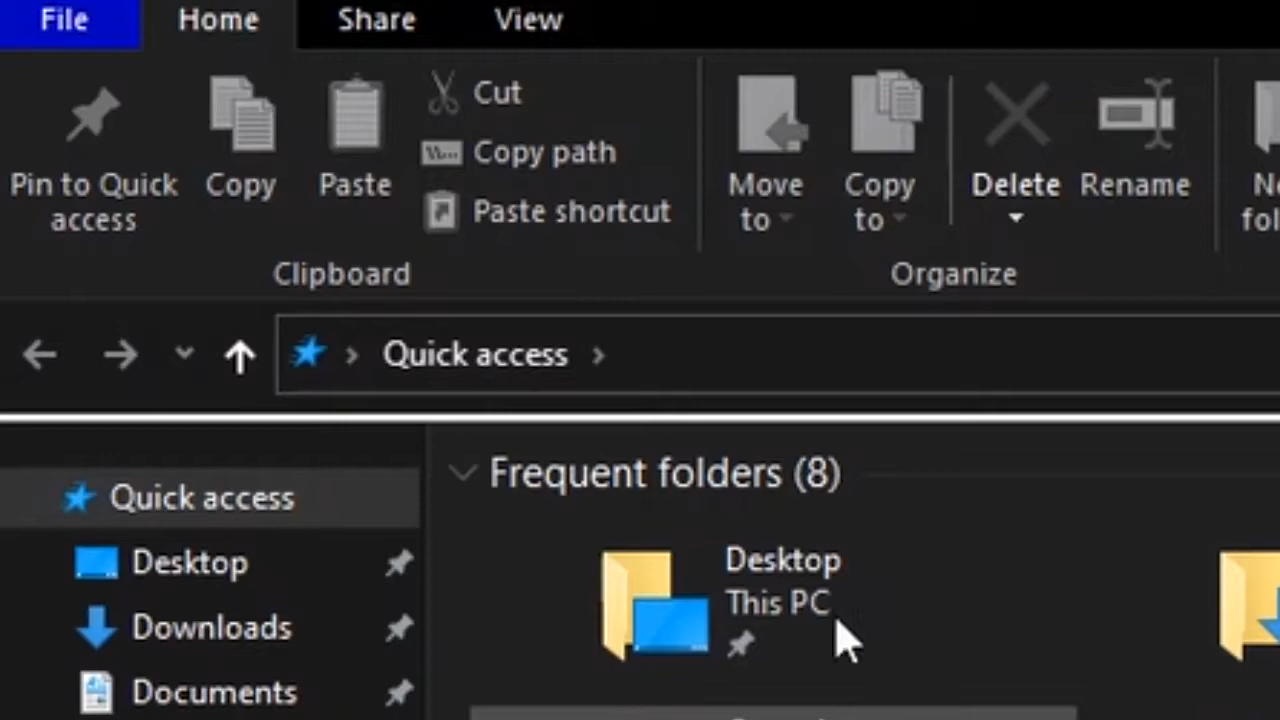 File
Home
Share
View
Pin to Quick
access
Copy
Paste
Cut
Copy path
Paste shortcut
Clipboard
Move
to
Copy
to
Delete
Rename
Organize
Quick access
Quick access
Desktop
Downloads
Documents
Frequent folders (8)
Desktop
This PC